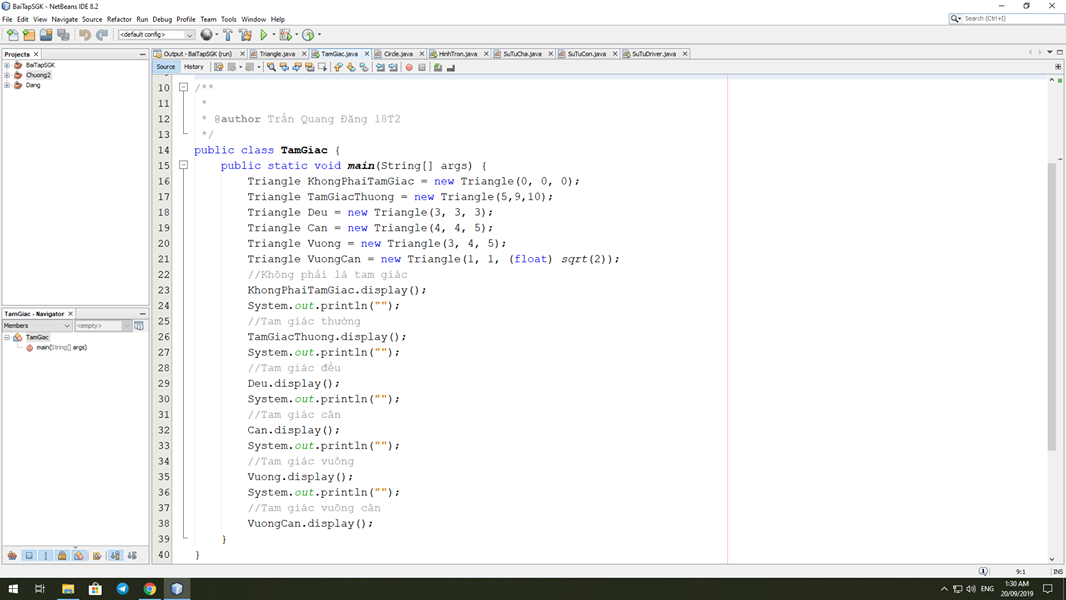 BaiTapSGK - NetBeans IDE 8.2
File Edit View Navigate Source Refactor Run Debug Profile Team Tools Window Help
Search (Ctrl+I)
<default config>
Projects
Output - BaiTapSGK (run) Triangle.java TamGiac.java Circle.java HinhTron.java SuTuCha.java SuTuCon.java SuTuDriver.java
BaiTapSGK
Chuong2
Dang
Source History
10 /**
11 *
12 * @author Trần Quang Đăng 18T2
13 */
14 public class TamGiac {
15 public static void main(String[] args) {
16 Triangle KhongPhaiTamGiac = new Triangle(0, 0, 0);
17 Triangle TamGiacThuong = new Triangle(5,9,10);
18 Triangle Deu = new Triangle(3, 3, 3);
19 Triangle Can = new Triangle(4, 4, 5);
20 Triangle Vuong = new Triangle(3, 4, 5);
21 Triangle VuongCan = new Triangle(1, 1, (float) sqrt(2));
22 //Không phải là tam giác
23 KhongPhaiTamGiac.display();
24 System.out.println("");
25 //Tam giác thường
26 TamGiacThuong.display();
27 System.out.println("");
28 //Tam giác đều
29 Deu.display();
30 System.out.println("");
31 //Tam giác cân
32 Can.display();
33 System.out.println("");
34 //Tam giác vuông
35 Vuong.display();
36 System.out.println("");
37 //Tam giác vuông cân
38 VuongCan.display();
39 }
40 }
TamGiac - Navigator
Members <empty>
TamGiac
main(String[] args)
9:1 INS
ENG
1:30 AM
20/09/2019